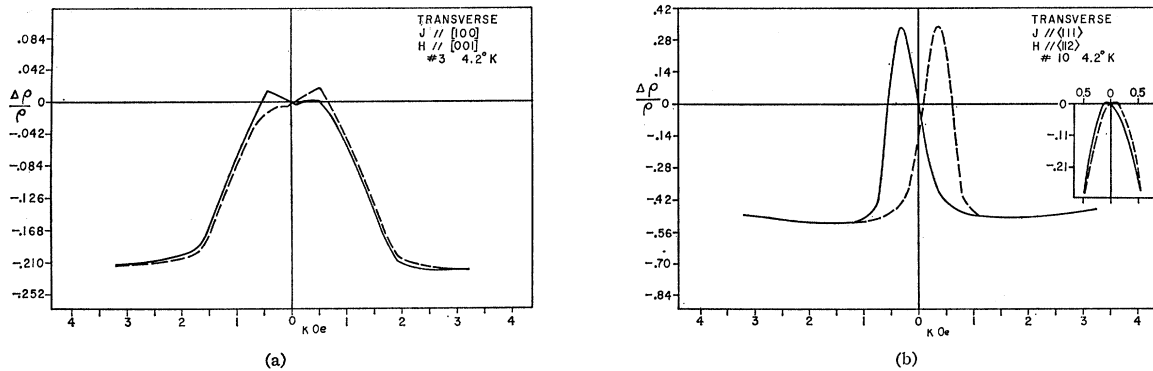 TRANSVERSE
J // [100]
H // [001]
#3 4.2°K
.084
.042
0
-.042
-.084
-.126
-.168
-.210
-.252
Δρ
ρ
4 3 2 1 0 1 2 3 4
K Oe
(a)
TRANSVERSE
J //⟨111⟩
H //⟨112⟩
# 10 4.2°K
.42
.28
.14
0
-.14
-.28
-.42
-.56
-.70
-.84
Δρ
ρ
0.5 0 0.5
0
-.11
-.21
4 3 2 1 0 1 2 3 4
K Oe
(b)